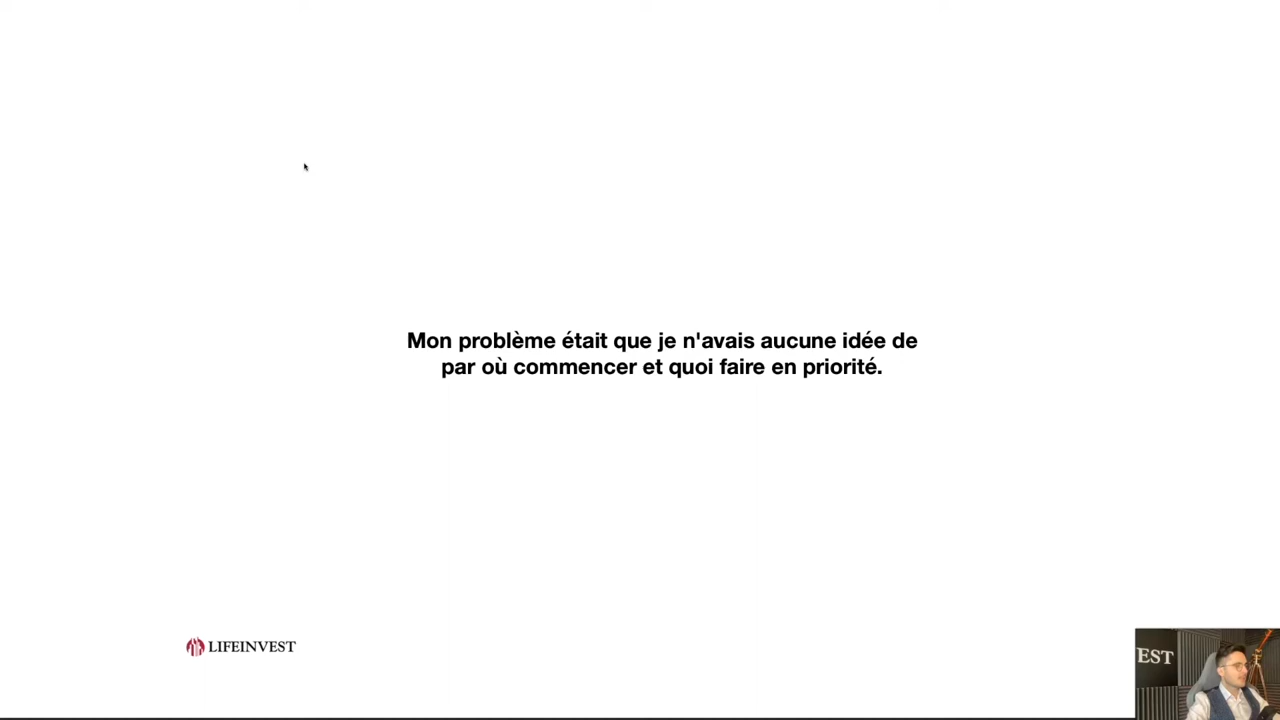 Mon problème était que je n'avais aucune idée de
par où commencer et quoi faire en priorité.
LIFEINVEST
EST